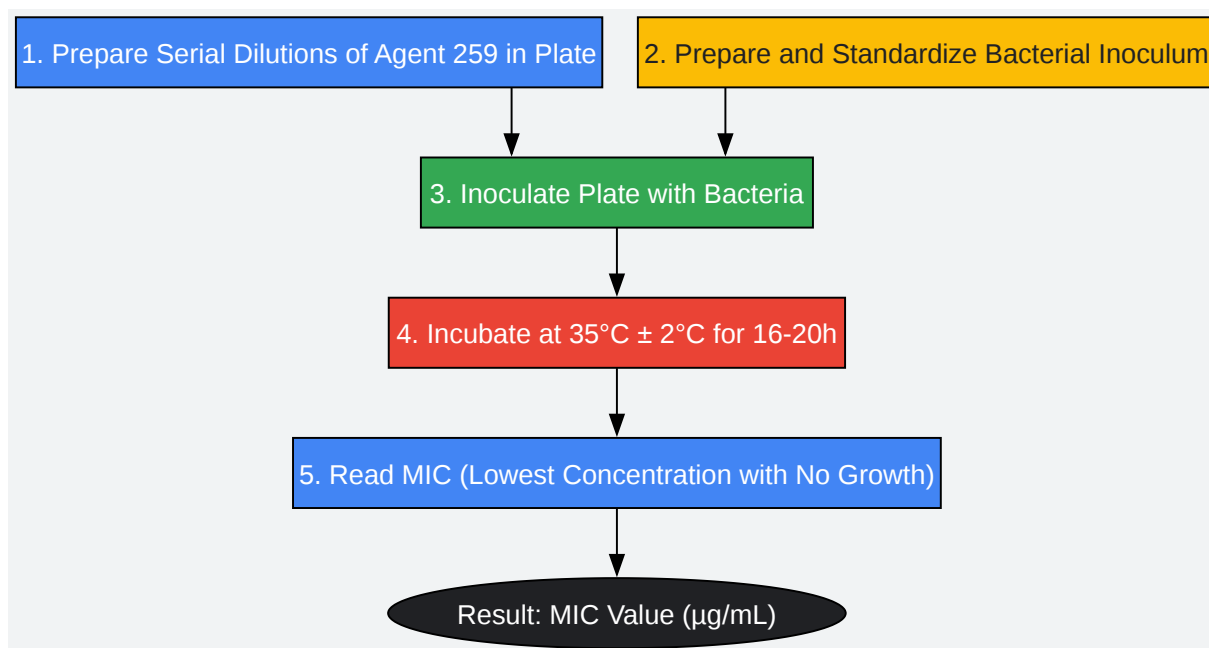 1. Prepare Serial Dilutions of Agent 259 in Plate
2. Prepare and Standardize Bacterial Inoculum
3. Inoculate Plate with Bacteria
4. Incubate at 35°C ± 2°C for 16-20h
5. Read MIC (Lowest Concentration with No Growth)
Result: MIC Value (µg/mL)